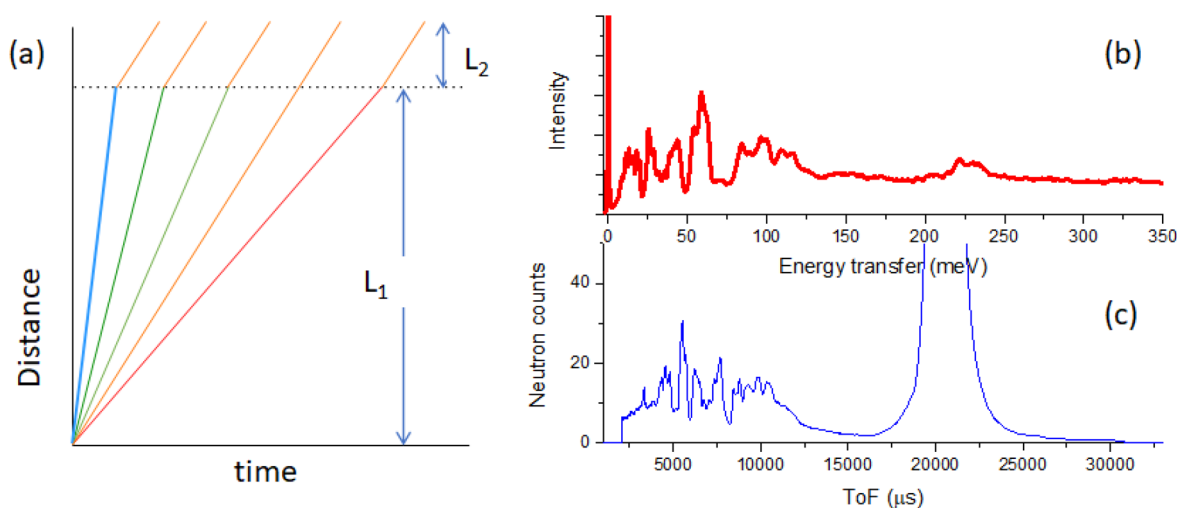 (a)
Distance
time
L₁
L₂
(b)
Intensity
0 50 100 150 200 250 300 350
Energy transfer (meV)
(c)
Neutron counts
40
20
0
5000 10000 15000 20000 25000 30000
ToF (μs)